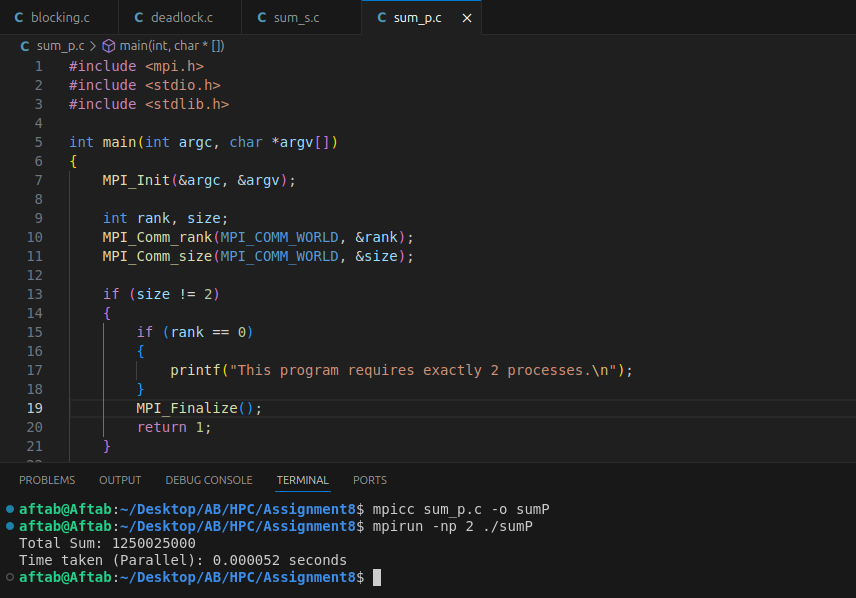 C blocking.c C deadlock.c C sum_s.c C sum_p.c ×
C sum_p.c > main(int, char * [])
1 #include <mpi.h>
2 #include <stdio.h>
3 #include <stdlib.h>
4
5 int main(int argc, char *argv[])
6 {
7 MPI_Init(&argc, &argv);
8
9 int rank, size;
10 MPI_Comm_rank(MPI_COMM_WORLD, &rank);
11 MPI_Comm_size(MPI_COMM_WORLD, &size);
12
13 if (size != 2)
14 {
15 if (rank == 0)
16 {
17 printf("This program requires exactly 2 processes.\n");
18 }
19 MPI_Finalize();
20 return 1;
21 }
PROBLEMS OUTPUT DEBUG CONSOLE TERMINAL PORTS
aftab@Aftab:~/Desktop/AB/HPC/Assignment8$ mpicc sum_p.c -o sumP
aftab@Aftab:~/Desktop/AB/HPC/Assignment8$ mpirun -np 2 ./sumP
Total Sum: 1250025000
Time taken (Parallel): 0.000052 seconds
aftab@Aftab:~/Desktop/AB/HPC/Assignment8$